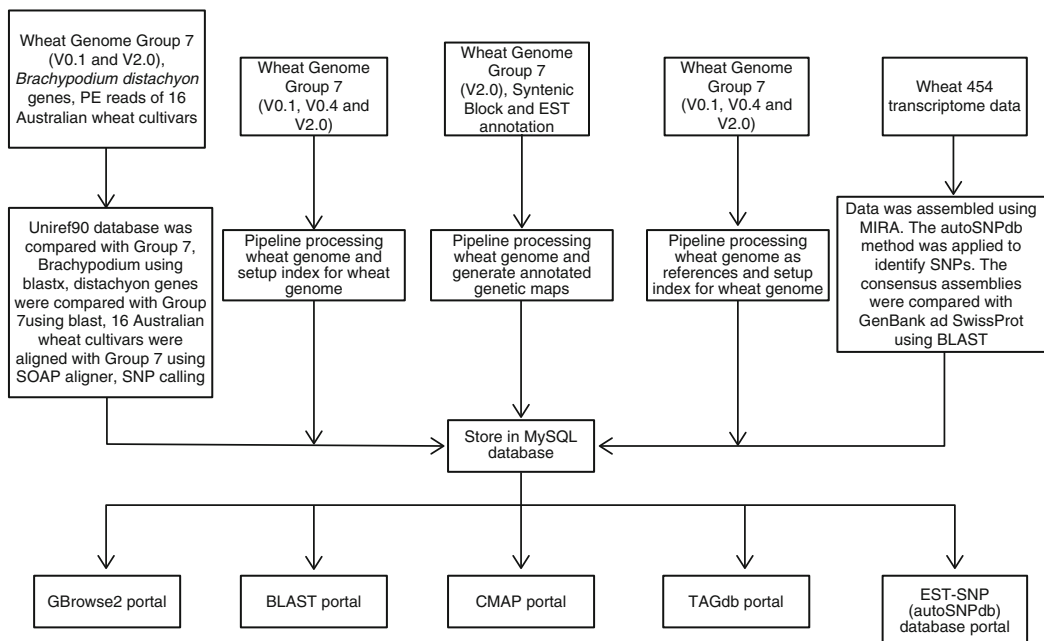 Wheat Genome Group 7
(V0.1 and V2.0),
Brachypodium distachyon
genes, PE reads of 16
Australian wheat cultivars
Wheat Genome
Group 7
(V0.1, V0.4 and
V2.0)
Wheat Genome
Group 7
(V2.0), Syntenic
Block and EST
annotation
Wheat Genome
Group 7
(V0.1, V0.4 and
V2.0)
Wheat 454
transcriptome data
Uniref90 database was
compared with Group 7,
Brachypodium using
blastx, distachyon genes
were compared with Group
7using blast, 16 Australian
wheat cultivars were
aligned with Group 7 using
SOAP aligner, SNP calling
Pipeline processing
wheat genome and
setup index for wheat
genome
Pipeline processing
wheat genome and
generate annotated
genetic maps
Pipeline processing
wheat genome as
references and setup
index for wheat genome
Data was assembled using
MIRA. The autoSNPdb
method was applied to
identify SNPs. The
consensus assemblies
were compared with
GenBank ad SwissProt
using BLAST
Store in MySQL
database
GBrowse2 portal
BLAST portal
CMAP portal
TAGdb portal
EST-SNP
(autoSNPdb)
database portal